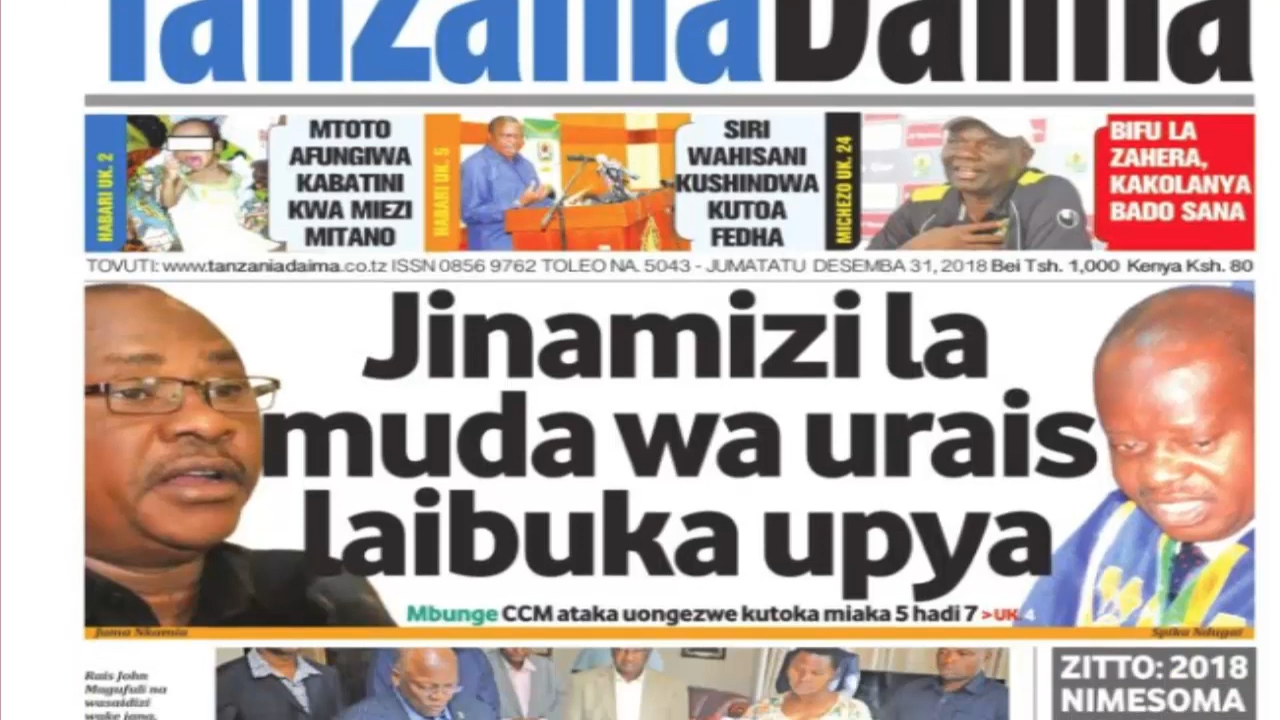 TanzaniaDaima
HABARI UK. 2
MTOTO
AFUNGIWA
KABATINI
KWA MIEZI
MITANO
HABARI UK. 5
SIRI
WAHISANI
KUSHINDWA
KUTOA
FEDHA
MICHEZO UK. 24
BIFU LA
ZAHERA,
KAKOLANYA
BADO SANA
TOVUTI: www.tanzaniadaima.co.tz ISSN 0856 9762 TOLEO NA. 5043 - JUMATATU DESEMBA 31, 2018 Bei Tsh. 1,000 Kenya Ksh. 80
Jinamizi la
muda wa urais
laibuka upya
Mbunge CCM ataka uongezwe kutoka miaka 5 hadi 7 >UK 4
Juma Nkamia
Spika Ndugai
Rais John
Magufuli na
wasaidizi
wake jana,
ZITTO: 2018
NIMESOMA